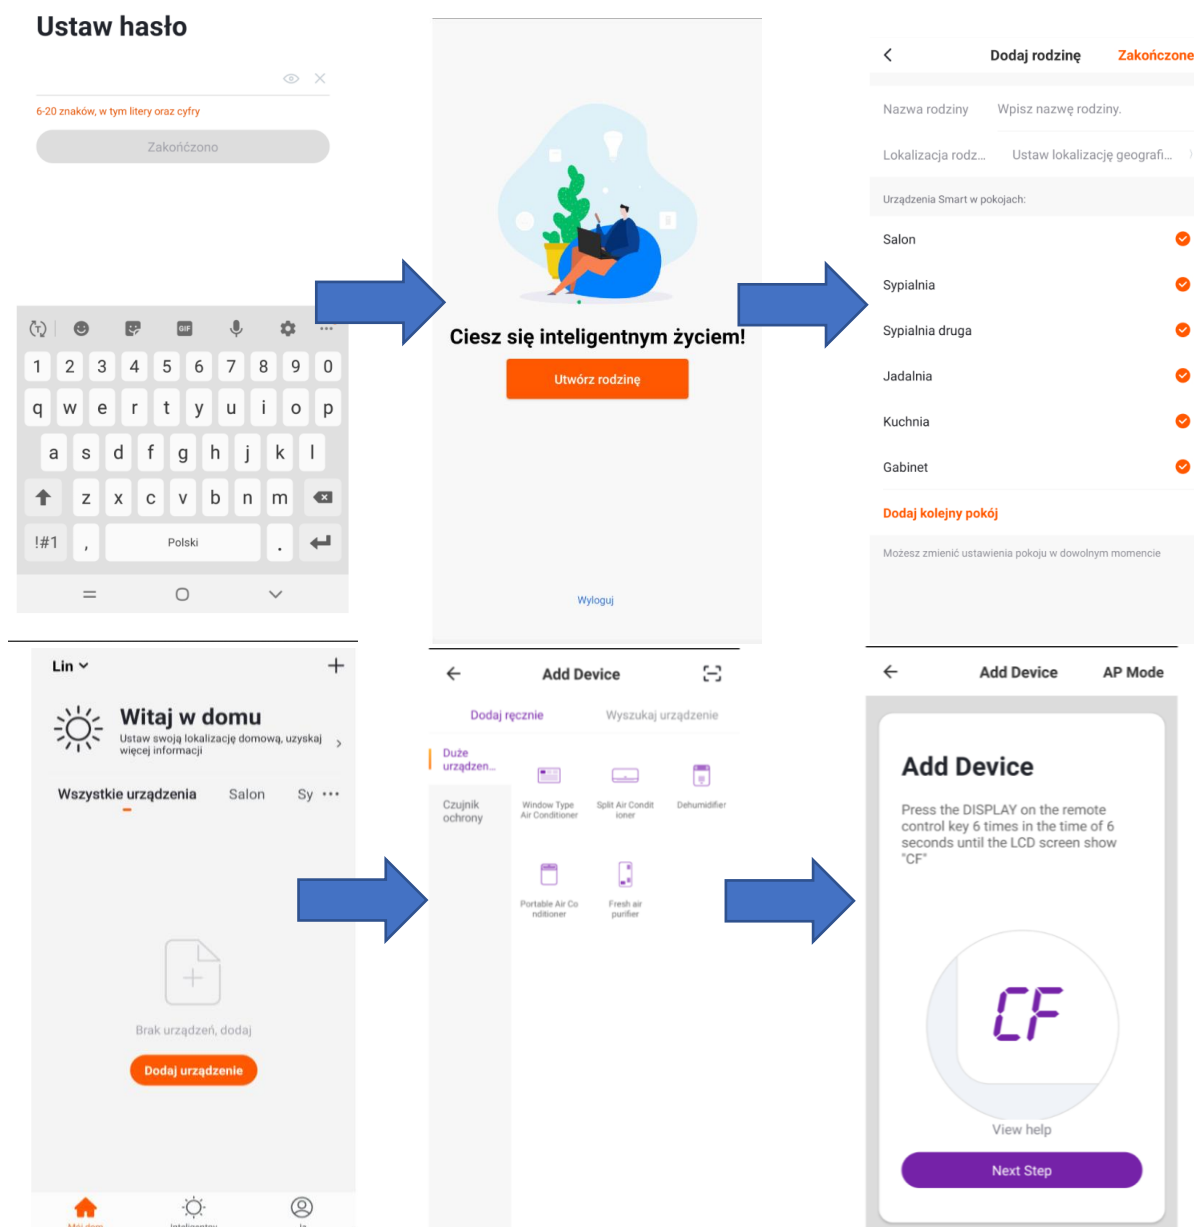 Ustaw hasło
6-20 znaków, w tym litery oraz cyfry
Zakończono
GIF
1 2 3 4 5 6 7 8 9 0
q w e r t y u i o p
a s d f g h j k l
z x c v b n m
!#1 , Polski .
Ciesz się inteligentnym życiem!
Utwórz rodzinę
Wyloguj
Dodaj rodzinę Zakończone
Nazwa rodziny Wpisz nazwę rodziny.
Lokalizacja rodz... Ustaw lokalizację geografi...
Urządzenia Smart w pokojach:
Salon
Sypialnia
Sypialnia druga
Jadalnia
Kuchnia
Gabinet
Dodaj kolejny pokój
Możesz zmienić ustawienia pokoju w dowolnym momencie
Lin
Witaj w domu
Ustaw swoją lokalizację domową, uzyskaj
więcej informacji
Wszystkie urządzenia Salon Sy
Brak urządzeń, dodaj
Dodaj urządzenie
Mój dom Inteligentny Ja
Add Device
Dodaj ręcznie Wyszukaj urządzenie
Duże
urządzen...
Czujnik
ochrony
Window Type
Air Conditioner
Split Air Condit
ioner
Dehumidifier
Portable Air Co
nditioner
Fresh air
purifier
Add Device AP Mode
Add Device
Press the DISPLAY on the remote
control key 6 times in the time of 6
seconds until the LCD screen show
"CF"
CF
View help
Next Step